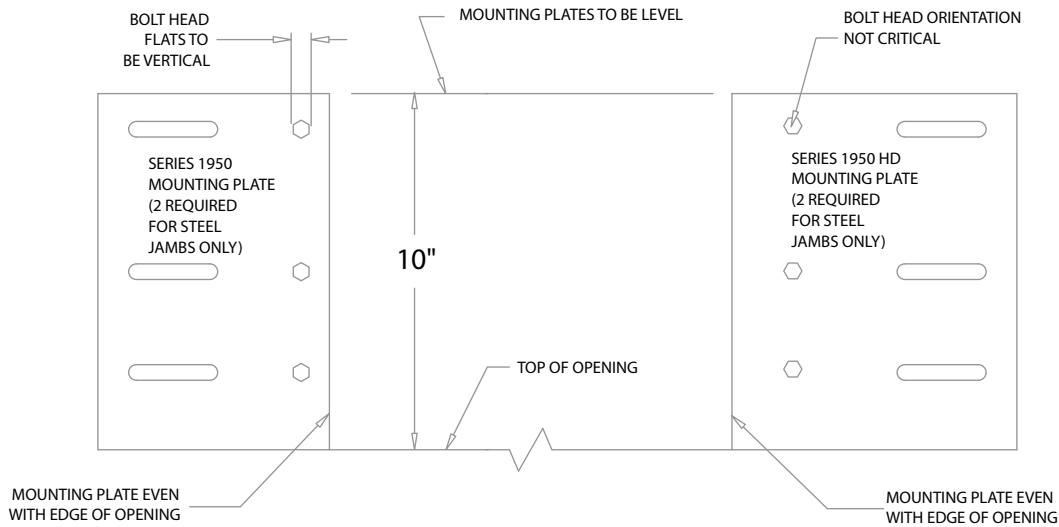 BOLT HEAD
FLATS TO
BE VERTICAL
MOUNTING PLATES TO BE LEVEL
BOLT HEAD ORIENTATION
NOT CRITICAL
SERIES 1950
MOUNTING PLATE
(2 REQUIRED
FOR STEEL
JAMBS ONLY)
SERIES 1950 HD
MOUNTING PLATE
(2 REQUIRED
FOR STEEL
JAMBS ONLY)
10"
TOP OF OPENING
MOUNTING PLATE EVEN
WITH EDGE OF OPENING
MOUNTING PLATE EVEN
WITH EDGE OF OPENING